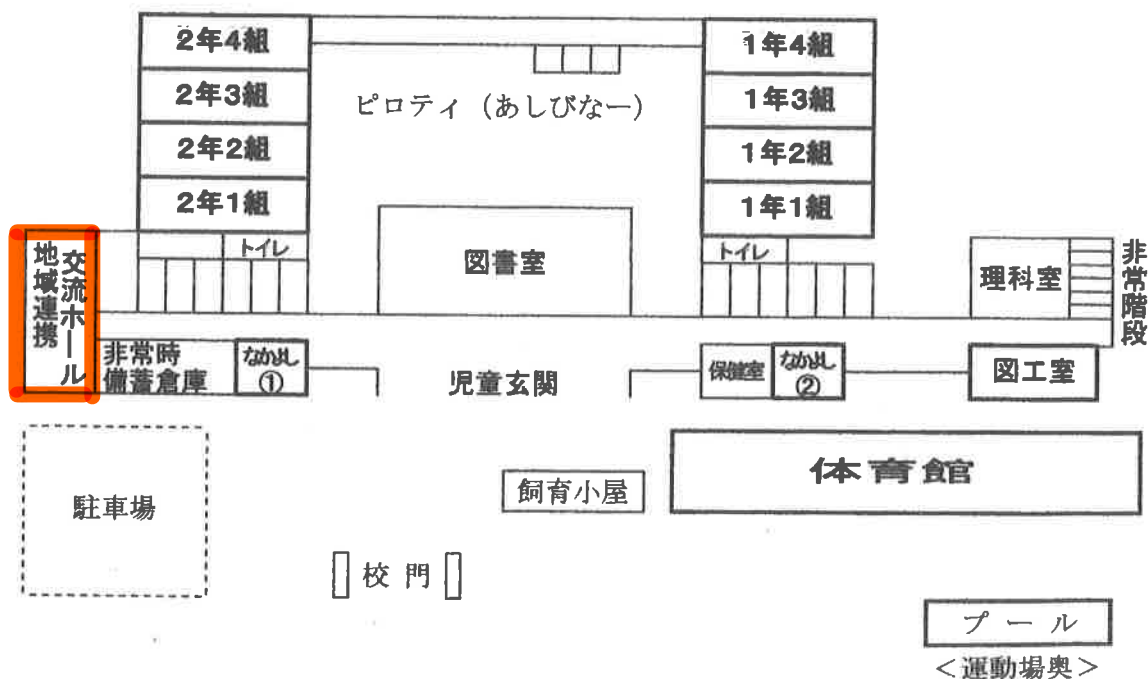 2年4組
1年4組
2年3組
ピロティ（あしびなー）
1年3組
2年2組
1年2組
2年1組
1年1組
トイレ
図書室
トイレ
理科室
非常階段
地域連携
交流ホール
非常時
備蓄倉庫
なかよし
①
児童玄関
保健室
なかよし
②
図工室
体育館
飼育小屋
駐車場
校門
プール
＜運動場奥＞